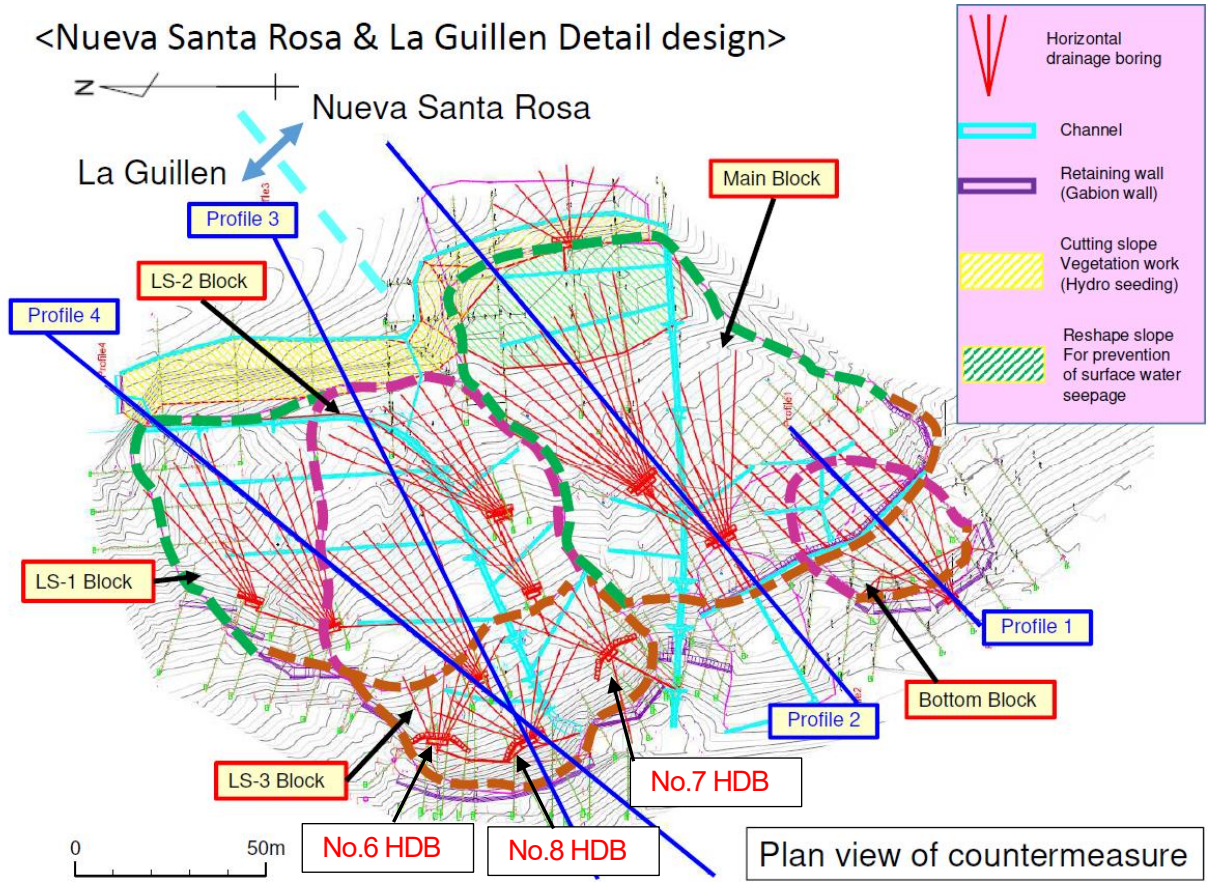 <Nueva Santa Rosa & La Guillen Detail design>
N
Nueva Santa Rosa
La Guillen
Profile 3
Main Block
LS-2 Block
Profile 4
Profile4
Profile1
LS-1 Block
Profile 1
Profile 2
Bottom Block
LS-3 Block
No.7 HDB
No.6 HDB
No.8 HDB
0
50m
Plan view of countermeasure
Horizontal
drainage boring
Channel
Retaining wall
(Gabion wall)
Cutting slope
Vegetation work
(Hydro seeding)
Reshape slope
For prevention
of surface water
seepage